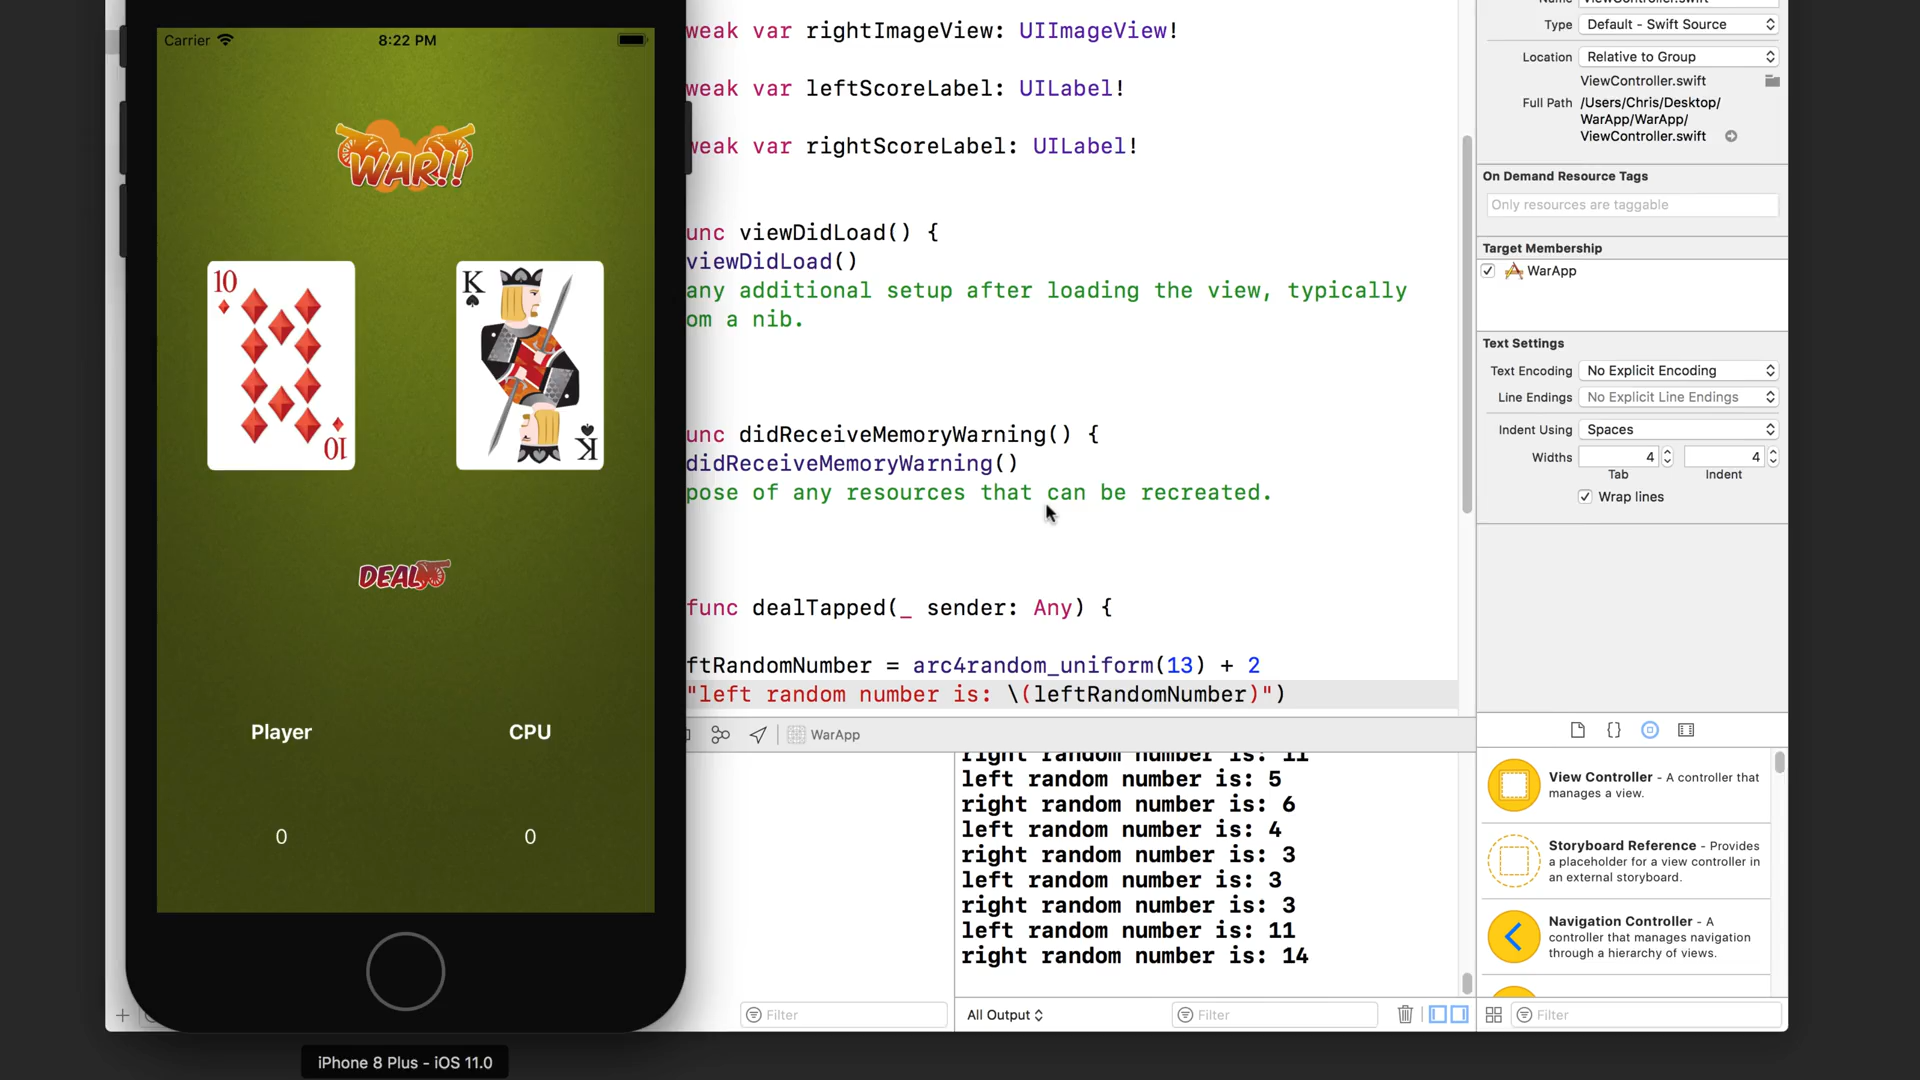 Carrier
8:22 PM
WAR!!
10
10
K
K
DEAL
Player
CPU
0
0
iPhone 8 Plus - iOS 11.0
weak var rightImageView: UIImageView!
weak var leftScoreLabel: UILabel!
weak var rightScoreLabel: UILabel!
unc viewDidLoad() {
viewDidLoad()
any additional setup after loading the view, typically
om a nib.
unc didReceiveMemoryWarning() {
didReceiveMemoryWarning()
pose of any resources that can be recreated.
func dealTapped(_ sender: Any) {
ftRandomNumber = arc4random_uniform(13) + 2
"left random number is: \(leftRandomNumber)")
WarApp
right random number is: 11
left random number is: 5
right random number is: 6
left random number is: 4
right random number is: 3
left random number is: 3
right random number is: 3
left random number is: 11
right random number is: 14
Filter
All Output
Filter
Name ViewController.swift
Type Default - Swift Source
Location Relative to Group
ViewController.swift
Full Path /Users/Chris/Desktop/
WarApp/WarApp/
ViewController.swift
On Demand Resource Tags
Only resources are taggable
Target Membership
WarApp
Text Settings
Text Encoding No Explicit Encoding
Line Endings No Explicit Line Endings
Indent Using Spaces
Widths 4 4
Tab Indent
Wrap lines
{}
View Controller - A controller that
manages a view.
Storyboard Reference - Provides
a placeholder for a view controller in
an external storyboard.
Navigation Controller - A
controller that manages navigation
through a hierarchy of views.
Filter